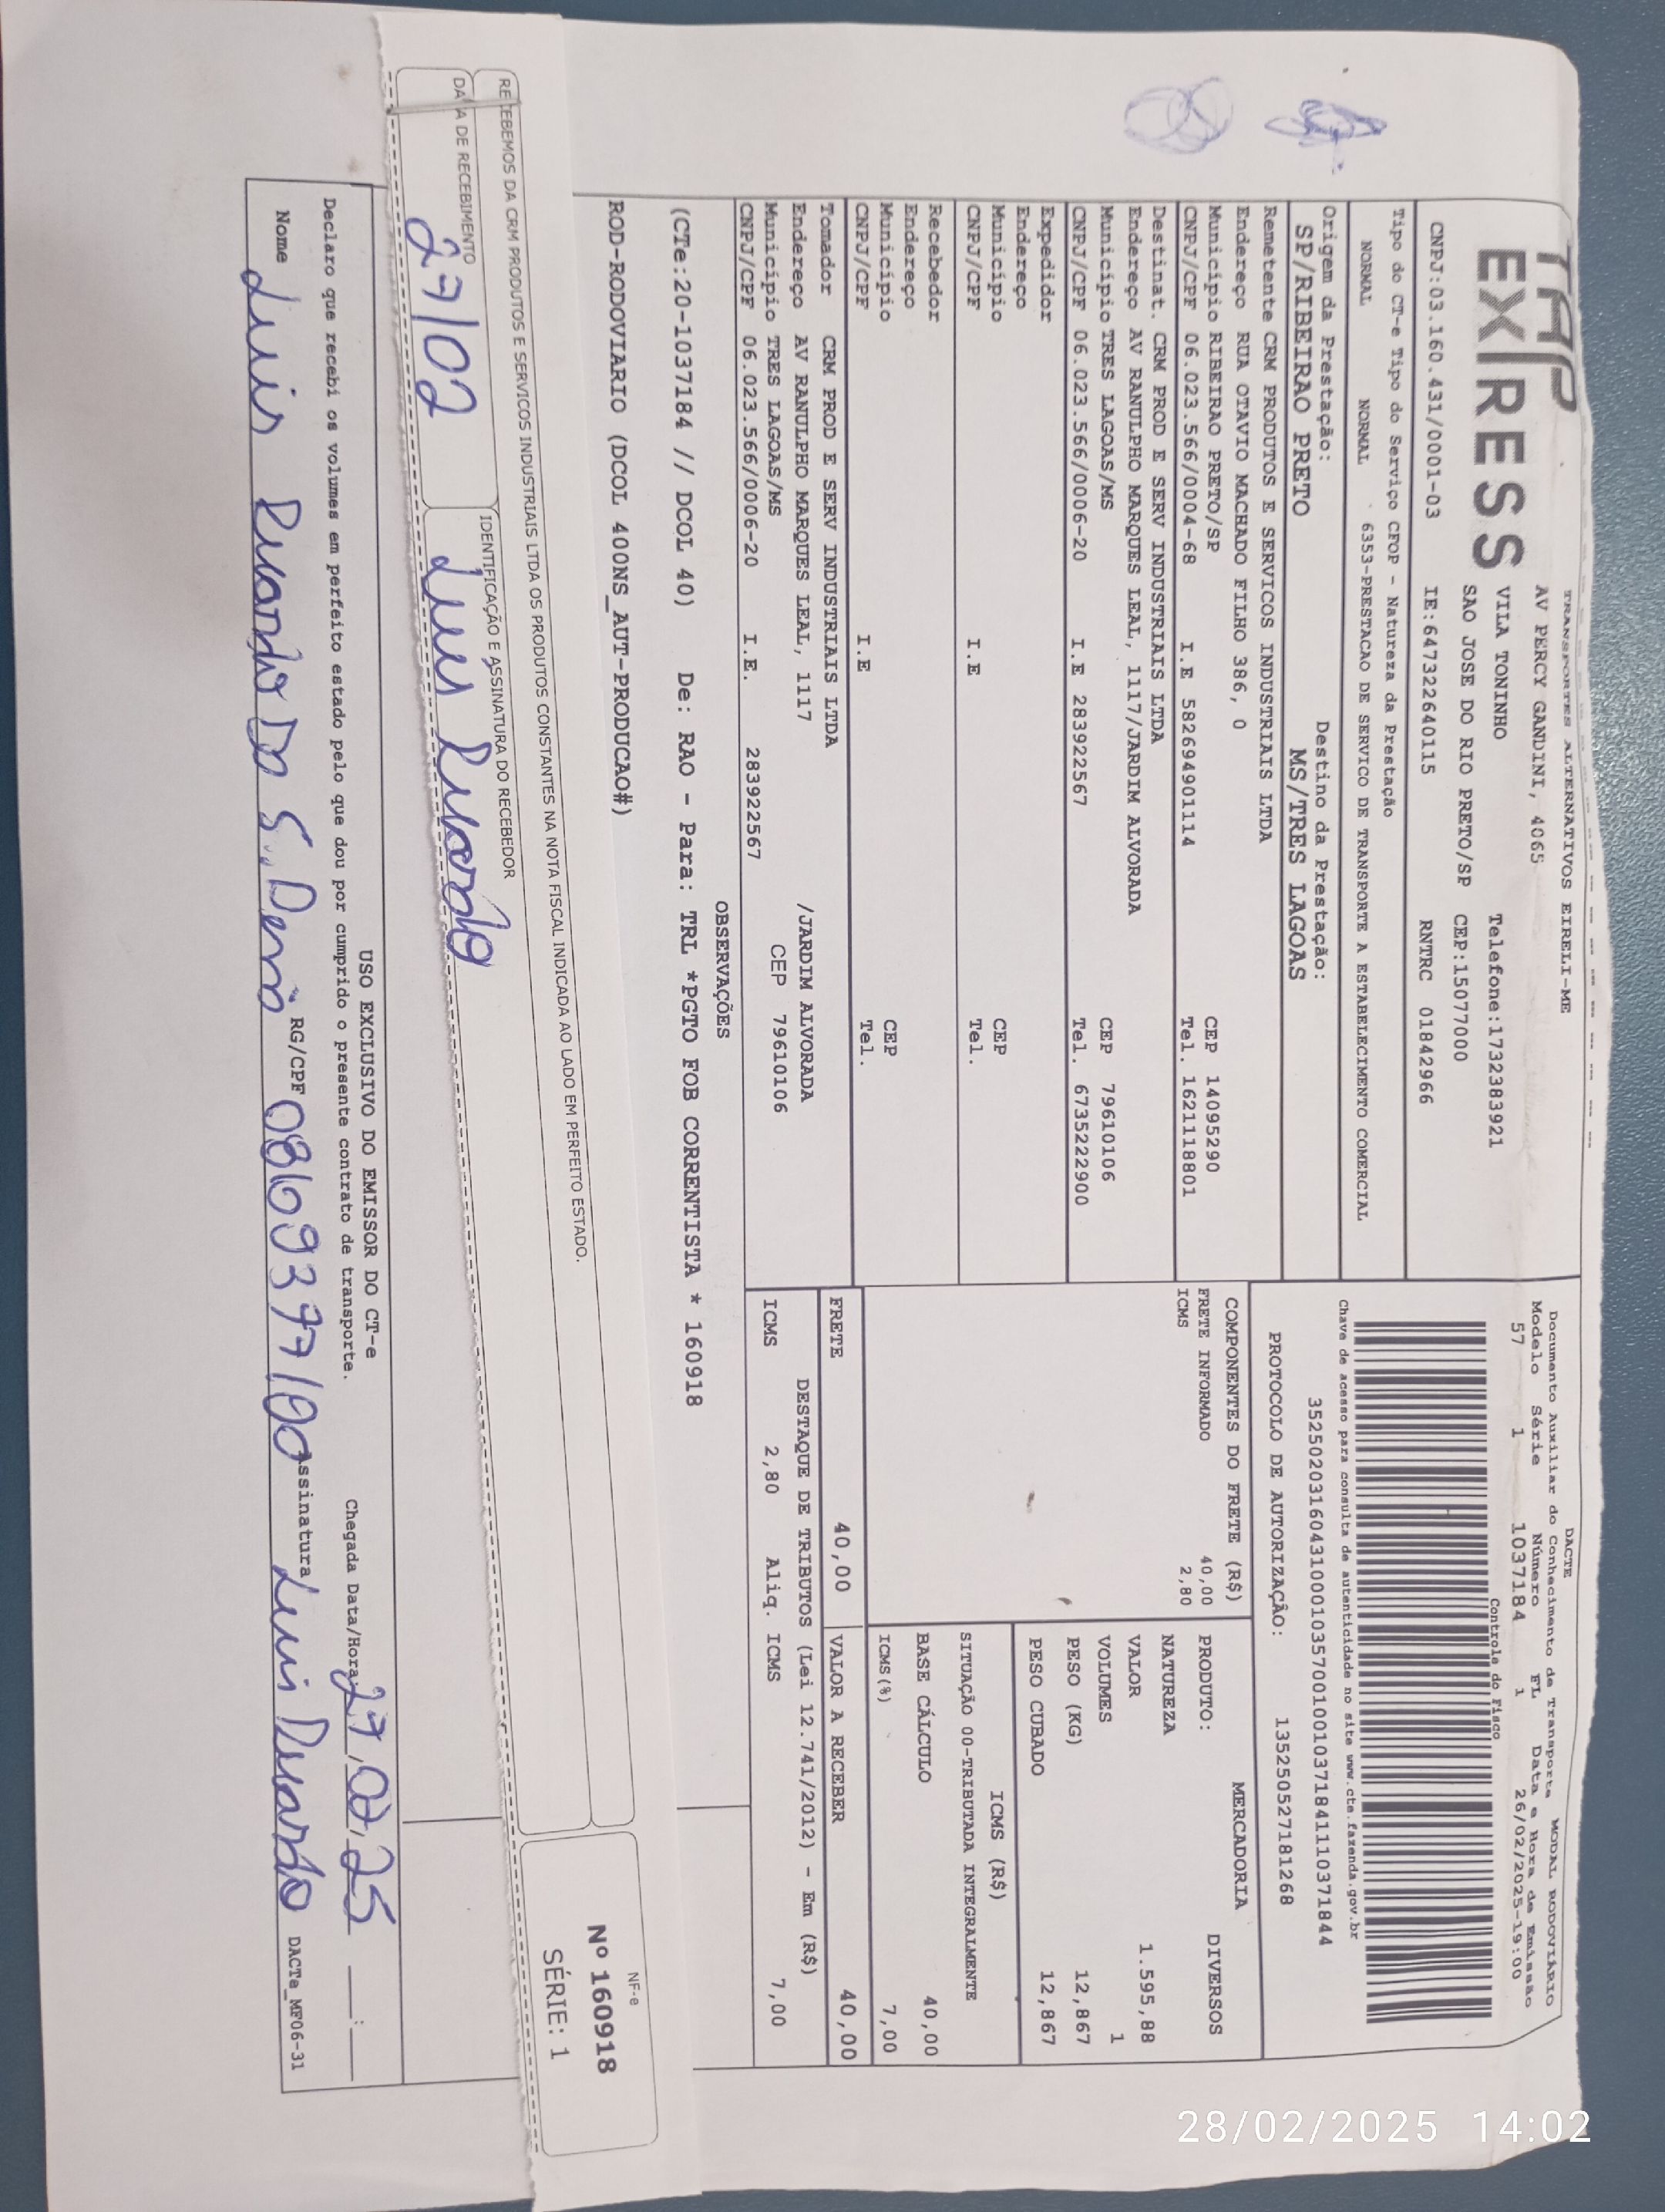 TAP
EXPRESS
TRANSPORTES ALTERNATIVOS EIRELI-ME
AV PERCY GANDINI, 4065
VILA TONINHO Telefone:1732383921
SAO JOSE DO RIO PRETO/SP CEP:15077000
CNPJ:03.160.431/0001-03 IE:647322640115 RNTRC 01842966
Tipo do CT-e Tipo do Serviço CFOP - Natureza da Prestação
NORMAL NORMAL 6353-PRESTACAO DE SERVICO DE TRANSPORTE A ESTABELECIMENTO COMERCIAL
Origem da Prestação: Destino da Prestação:
SP/RIBEIRAO PRETO MS/TRES LAGOAS
DACTE MODAL RODOVIÁRIO
Documento Auxiliar do Conhecimento de Transporte
Modelo Série Número FL Data e Hora de Emissão
57 1 1037184 1 26/02/2025-19:00
Controle do Fisco
Chave de acesso para consulta de autenticidade no site www.cte.fazenda.gov.br
35250203160431000103570010010371841110371844
PROTOCOLO DE AUTORIZAÇÃO: 135250527181268
Remetente CRM PRODUTOS E SERVICOS INDUSTRIAIS LTDA
Endereço RUA OTAVIO MACHADO FILHO 386, 0
Município RIBEIRAO PRETO/SP CEP 14095290
CNPJ/CPF 06.023.566/0004-68 I.E 582694901114 Tel. 1621118801
Destinat. CRM PROD E SERV INDUSTRIAIS LTDA
Endereço AV RANULPHO MARQUES LEAL, 1117/JARDIM ALVORADA
Município TRES LAGOAS/MS CEP 79610106
CNPJ/CPF 06.023.566/0006-20 I.E 283922567 Tel. 6735222900
Expedidor
Endereço
Município CEP
CNPJ/CPF I.E Tel.
Recebedor
Endereço
Município CEP
CNPJ/CPF I.E Tel.
Tomador CRM PROD E SERV INDUSTRIAIS LTDA
Endereço AV RANULPHO MARQUES LEAL, 1117 /JARDIM ALVORADA
Município TRES LAGOAS/MS CEP 79610106
CNPJ/CPF 06.023.566/0006-20 I.E. 283922567
COMPONENTES DO FRETE (R$)
FRETE INFORMADO 40,00
ICMS 2,80
MERCADORIA
PRODUTO: DIVERSOS
NATUREZA
VALOR 1.595,88
VOLUMES 1
PESO (KG) 12,867
PESO CUBADO 12,867
ICMS (R$)
SITUAÇÃO 00-TRIBUTADA INTEGRALMENTE
BASE CÁLCULO 40,00
ICMS(%) 7,00
FRETE 40,00 VALOR A RECEBER 40,00
DESTAQUE DE TRIBUTOS (Lei 12.741/2012) - Em (R$)
ICMS 2,80 Aliq. ICMS 7,00
OBSERVAÇÕES
(CTe:20-1037184 // DCOL 40) De: RAO - Para: TRL *PGTO FOB CORRENTISTA * 160918
ROD-RODOVIARIO (DCOL 400NS_AUT-PRODUCAO#)
RECEBEMOS DA CRM PRODUTOS E SERVICOS INDUSTRIAIS LTDA OS PRODUTOS CONSTANTES NA NOTA FISCAL INDICADA AO LADO EM PERFEITO ESTADO.
DATA DE RECEBIMENTO IDENTIFICAÇÃO E ASSINATURA DO RECEBEDOR
27/02 Luis Ricardo
NF-e
Nº 160918
SÉRIE: 1
USO EXCLUSIVO DO EMISSOR DO CT-e
Declaro que recebi os volumes em perfeito estado pelo que dou por cumprido o presente contrato de transporte. Chegada Data/Hora 27/02/25 __:__
Nome Luis Ricardo Da S. RG/CPF Assinatura Luis Ricardo DACTe_MF06-31
28/02/2025 14:02